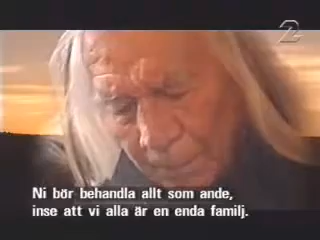 2
Ni bör behandla allt som ande,
inse att vi alla är en enda familj.